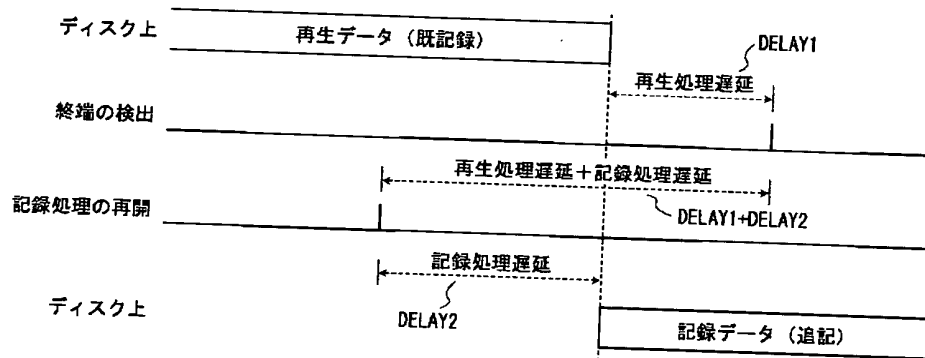 ディスク上
再生データ（既記録）
DELAY1
再生処理遅延
終端の検出
再生処理遅延＋記録処理遅延
記録処理の再開
DELAY1+DELAY2
記録処理遅延
ディスク上
DELAY2
記録データ（追記）